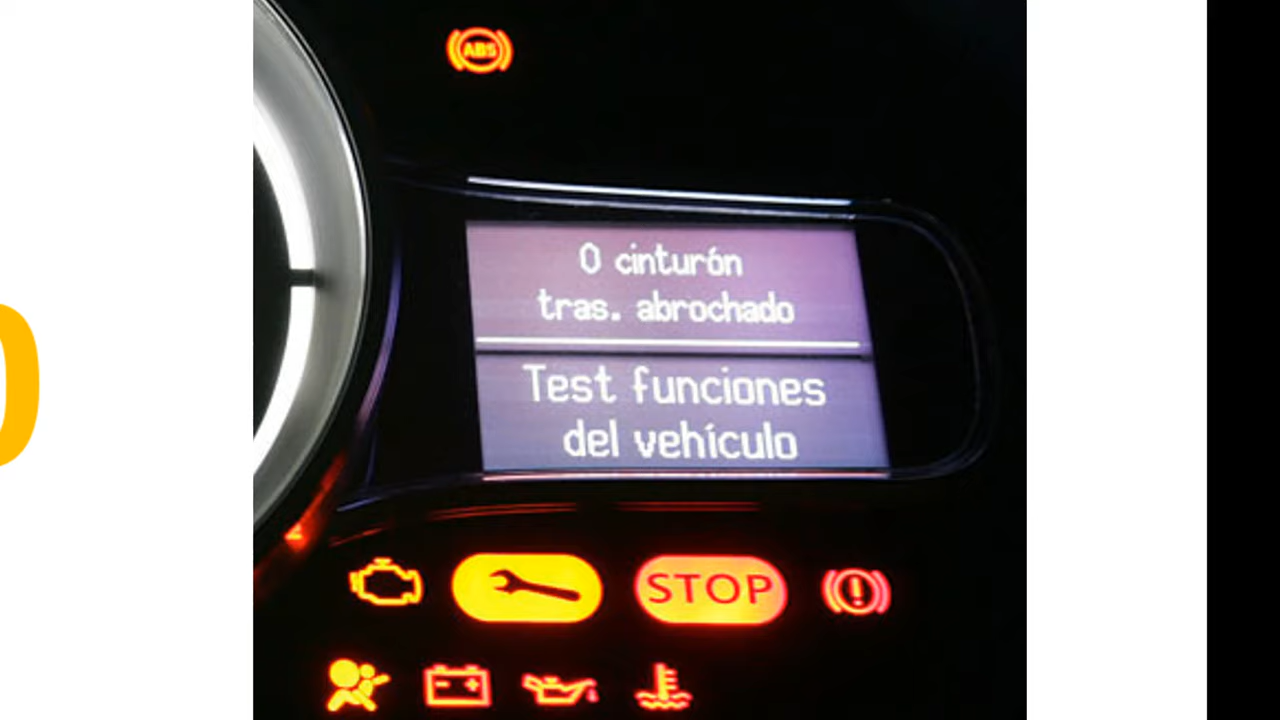 ABS
0 cinturón
tras. abrochado
Test funciones
del vehículo
STOP